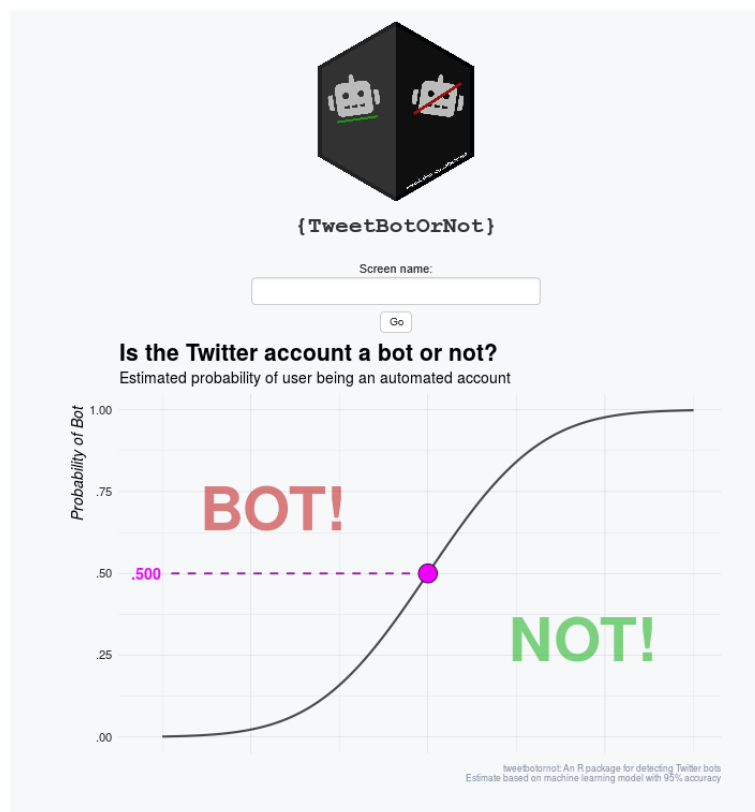 {TweetBotOrNot}
Screen name:
Go
Is the Twitter account a bot or not?
Estimated probability of user being an automated account
Probability of Bot
1.00
.75
BOT!
.50
.500
NOT!
.25
.00
tweetbotornot: An R package for detecting Twitter bots
Estimate based on machine learning model with 95% accuracy